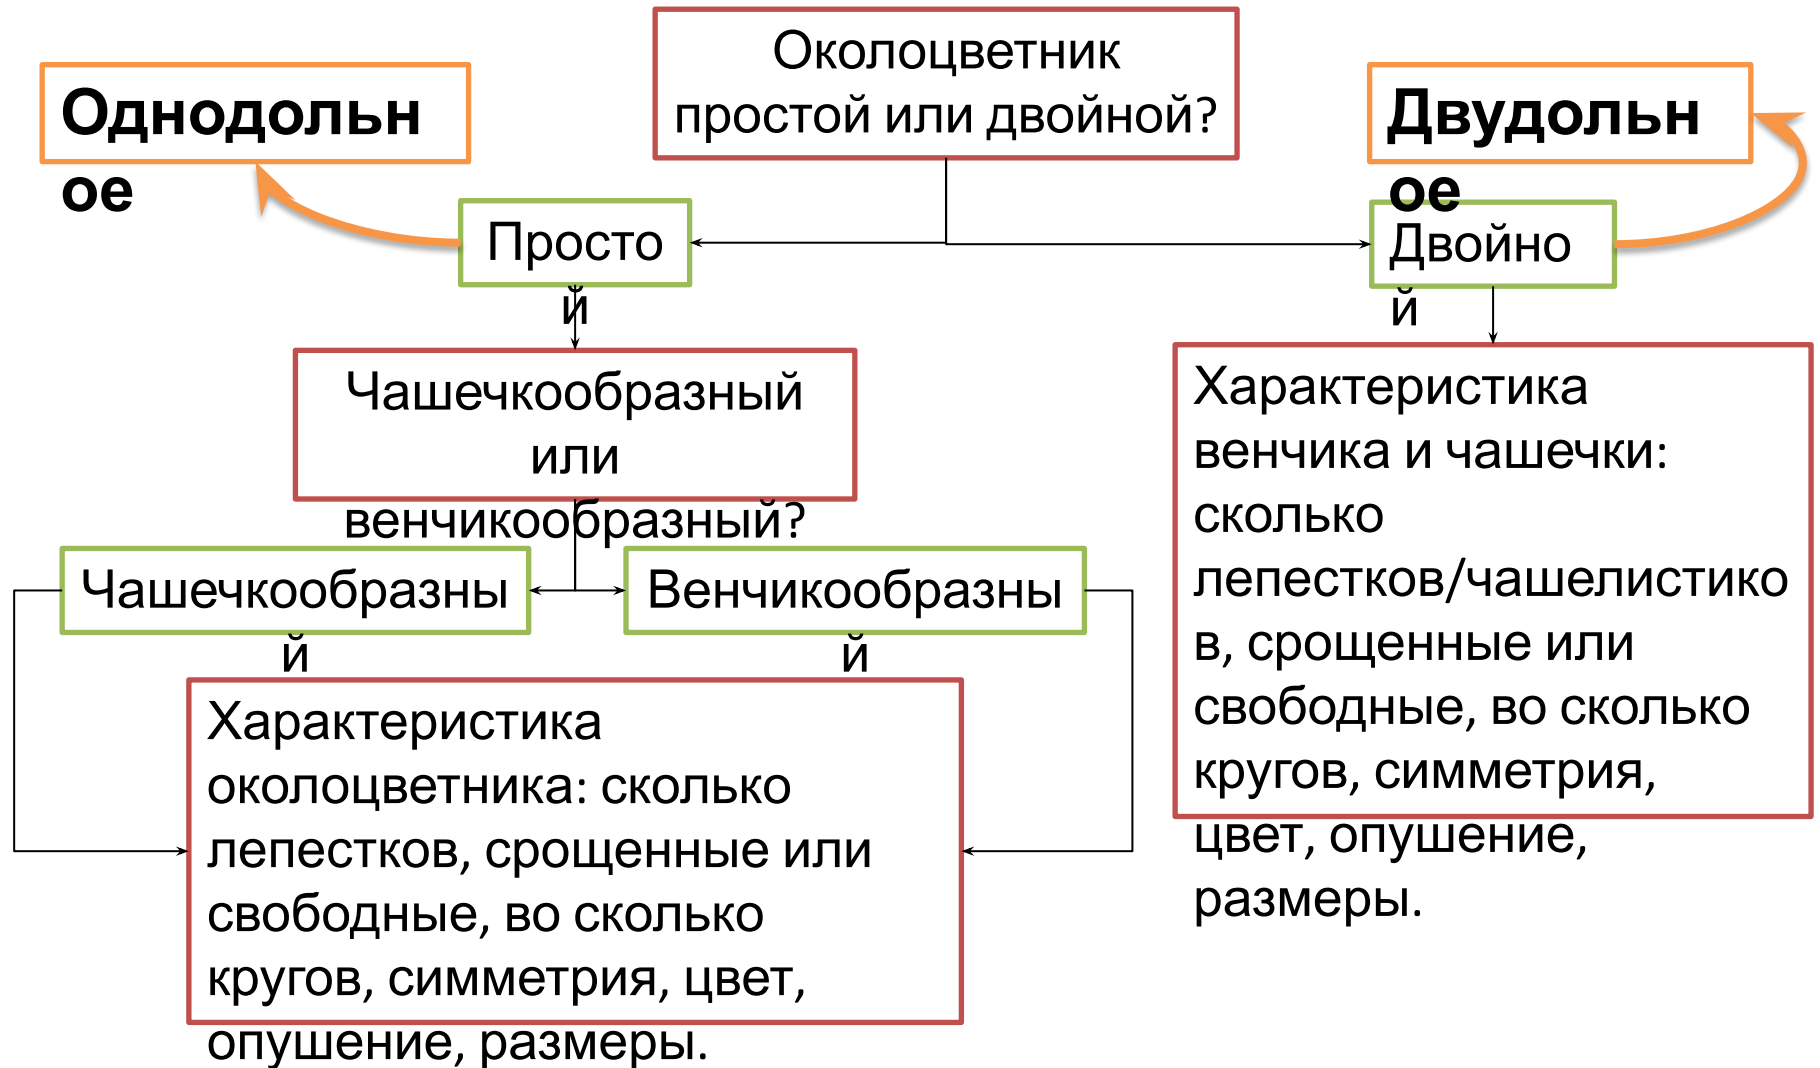 Околоцветник
простой или двойной?
Однодольн
ое
Двудольн
ое
Просто
й
Двойно
й
Чашечкообразный
или
венчикообразный?
Чашечкообразны
й
Венчикообразны
й
Характеристика
околоцветника: сколько
лепестков, срощенные или
свободные, во сколько
кругов, симметрия, цвет,
опушение, размеры.
Характеристика
венчика и чашечки:
сколько
лепестков/чашелистико
в, срощенные или
свободные, во сколько
кругов, симметрия,
цвет, опушение,
размеры.